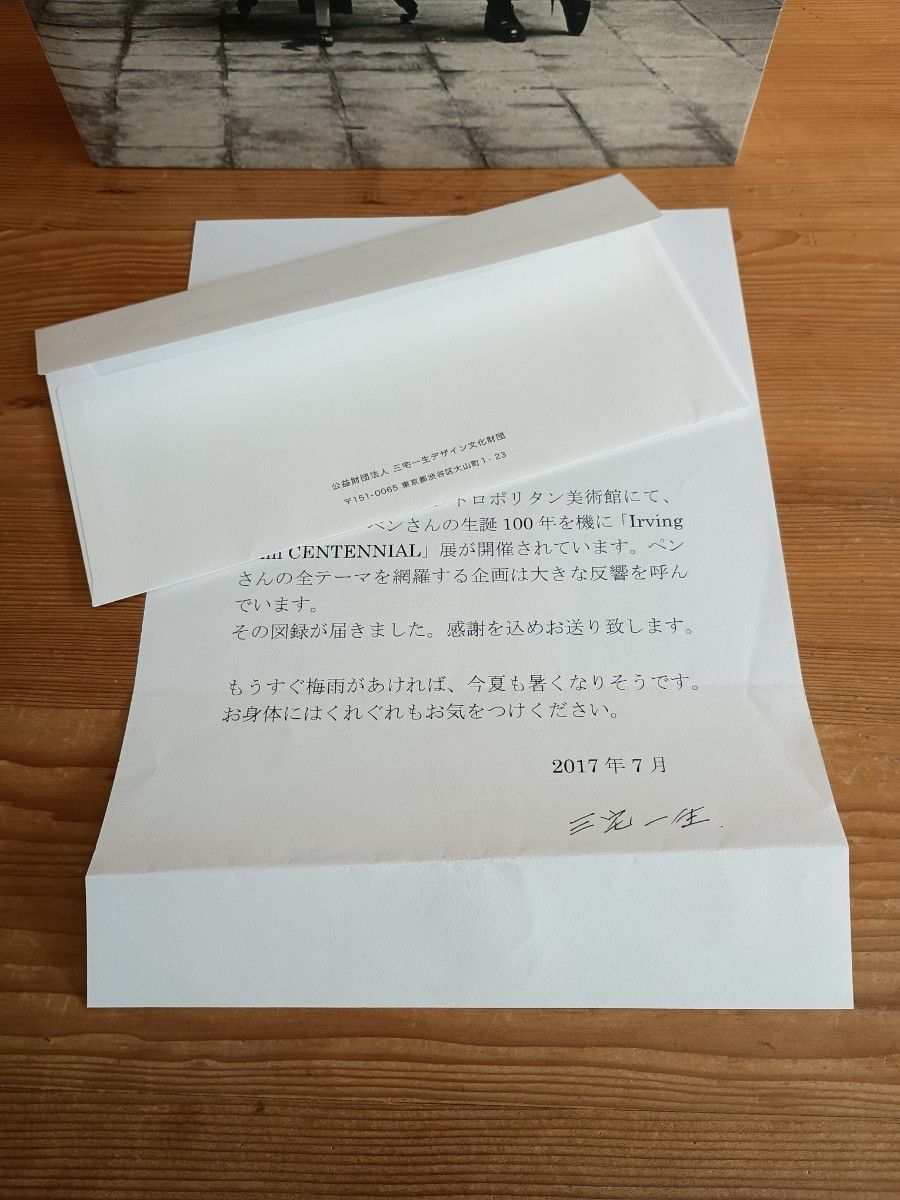 公益財団法人 三宅一生デザイン文化財団
〒151-0065 東京都渋谷区大山町1-23
トロポリタン美術館にて、
ペンさんの生誕 100 年を機に「Irving
CENTENNIAL」展が開催されています。ペン
さんの全テーマを網羅する企画は大きな反響を呼ん
でいます。
その図録が届きました。感謝を込めお送り致します。
もうすぐ梅雨があければ、今夏も暑くなりそうです。
お身体にはくれぐれもお気をつけください。
2017 年 7 月
三宅一生